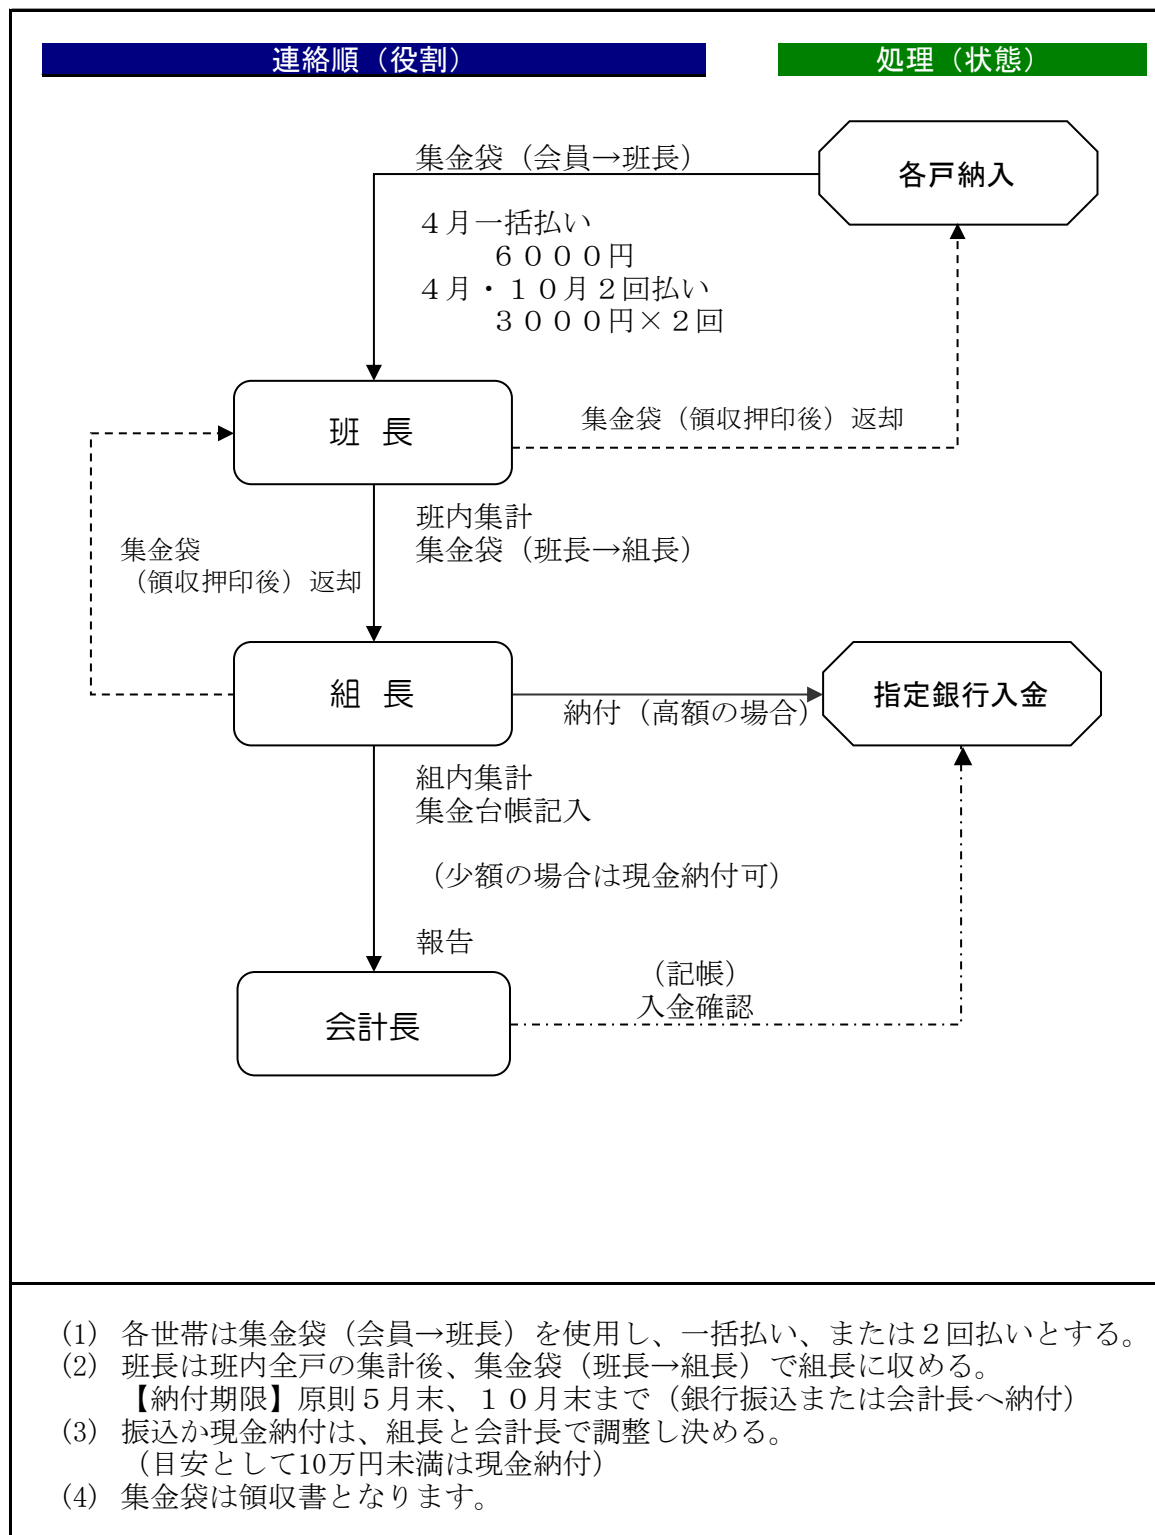 連絡順（役割）
処理（状態）
各戸納入
集金袋（会員→班長）
４月一括払い
６０００円
４月・１０月２回払い
３０００円×２回
班 長
集金袋（領収押印後）返却
班内集計
集金袋（班長→組長）
集金袋
（領収押印後）返却
組 長
納付（高額の場合）
指定銀行入金
組内集計
集金台帳記入
（少額の場合は現金納付可）
報告
（記帳）
入金確認
会計長
(1) 各世帯は集金袋（会員→班長）を使用し、一括払い、または２回払いとする。
(2) 班長は班内全戸の集計後、集金袋（班長→組長）で組長に収める。
【納付期限】原則５月末、１０月末まで（銀行振込または会計長へ納付）
(3) 振込か現金納付は、組長と会計長で調整し決める。
（目安として10万円未満は現金納付）
(4) 集金袋は領収書となります。